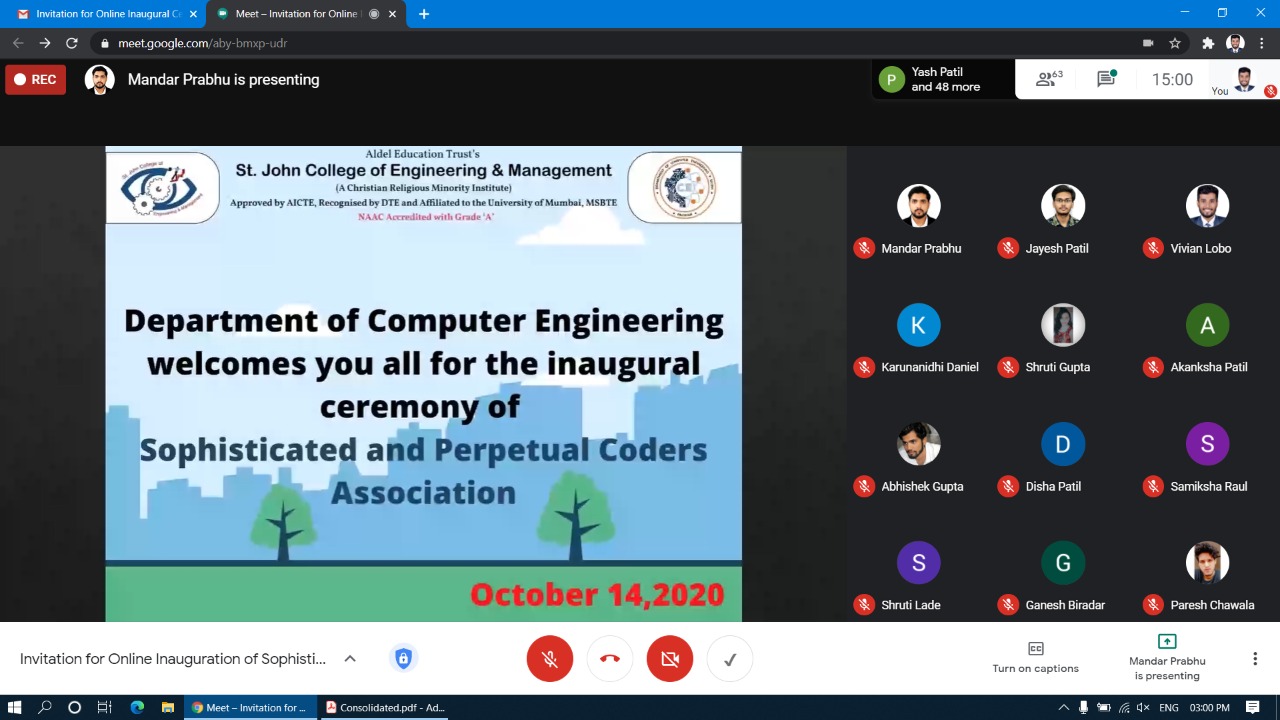 Invitation for Online Inaugural Ce
Meet – Invitation for Online
meet.google.com/aby-bmxp-udr
REC
Mandar Prabhu is presenting
P
Yash Patil
and 48 more
63
15:00
You
Aldel Education Trust's
St. John College of Engineering & Management
(A Christian Religious Minority Institute)
Approved by AICTE, Recognised by DTE and Affiliated to the University of Mumbai, MSBTE
NAAC Accredited with Grade 'A'
Department of Computer Engineering
welcomes you all for the inaugural
ceremony of
Sophisticated and Perpetual Coders
Association
October 14,2020
Mandar Prabhu
Jayesh Patil
Vivian Lobo
K
A
Karunanidhi Daniel
Shruti Gupta
Akanksha Patil
D
S
Abhishek Gupta
Disha Patil
Samiksha Raul
S
G
Shruti Lade
Ganesh Biradar
Paresh Chawala
Invitation for Online Inauguration of Sophisti...
CC
Turn on captions
Mandar Prabhu
is presenting
Meet – Invitation for ...
Consolidated.pdf - Ad...
ENG
03:00 PM